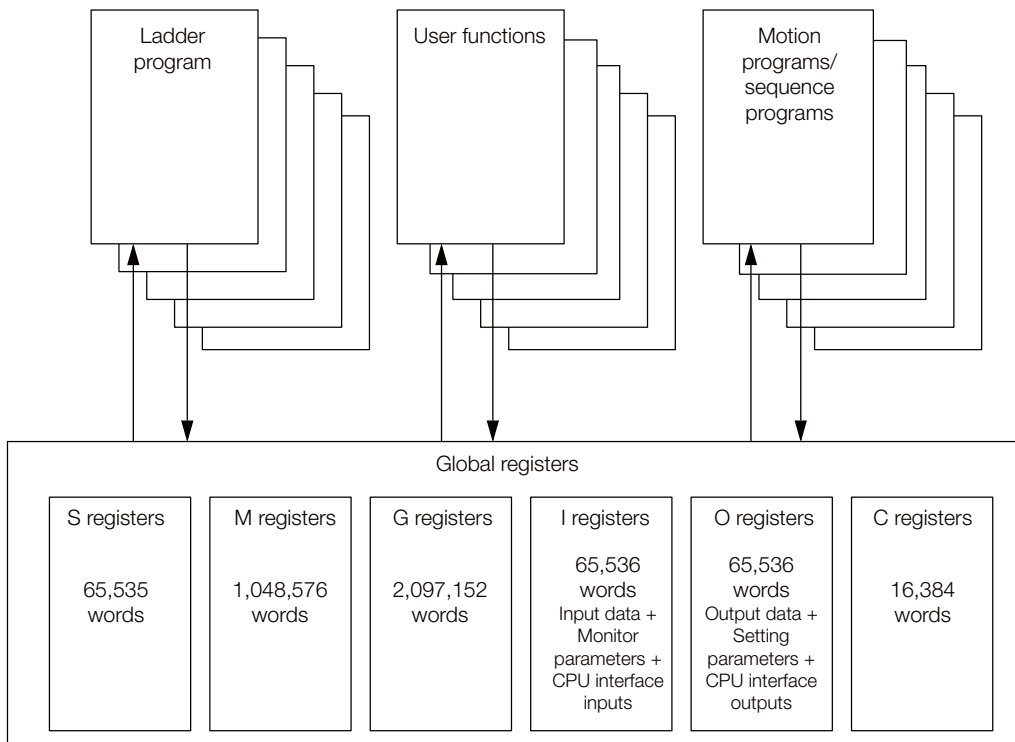 Ladder
program
User functions
Motion
programs/
sequence
programs
Global registers
S registers
65,535
words
M registers
1,048,576
words
G registers
2,097,152
words
I registers
65,536
words
Input data +
Monitor
parameters +
CPU interface
inputs
O registers
65,536
words
Output data +
Setting
parameters +
CPU interface
outputs
C registers
16,384
words